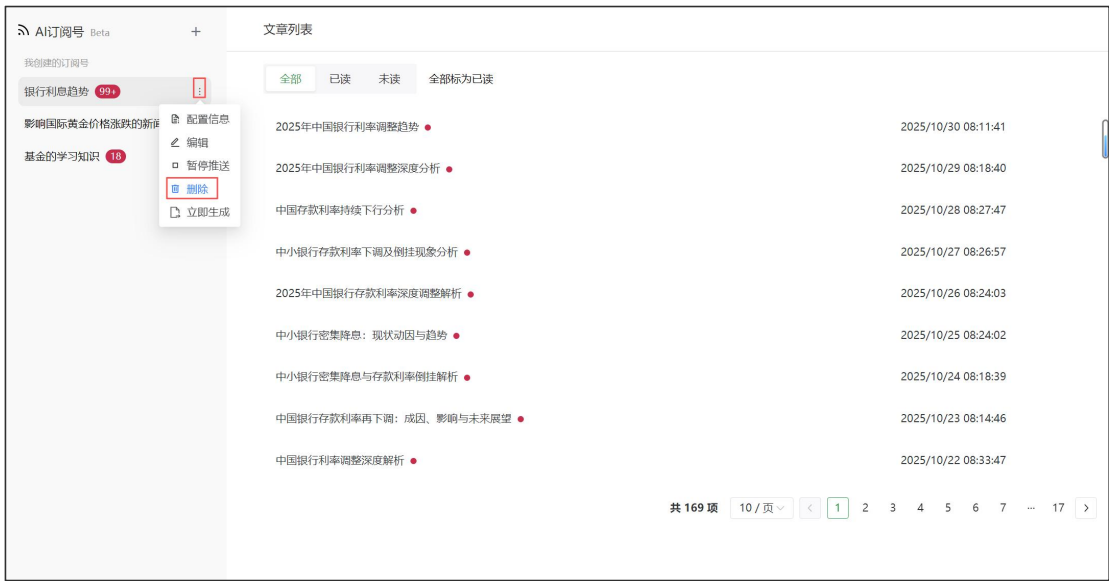 AI订阅号 Beta +
我创建的订阅号
银行利息趋势 99+
影响国际黄金价格涨跌的新闻
基金的学习知识 18
配置信息
编辑
暂停推送
删除
立即生成
文章列表
全部 已读 未读 全部标为已读
2025年中国银行利率调整趋势 2025/10/30 08:11:41
2025年中国银行利率调整深度分析 2025/10/29 08:18:40
中国存款利率持续下行分析 2025/10/28 08:27:47
中小银行存款利率下调及倒挂现象分析 2025/10/27 08:26:57
2025年中国银行存款利率深度调整解析 2025/10/26 08:24:03
中小银行密集降息：现状动因与趋势 2025/10/25 08:24:02
中小银行密集降息与存款利率倒挂解析 2025/10/24 08:18:39
中国银行存款利率再下调：成因、影响与未来展望 2025/10/23 08:14:46
中国银行利率调整深度解析 2025/10/22 08:33:47
共 169 项 10 / 页 < 1 2 3 4 5 6 7 ··· 17 >